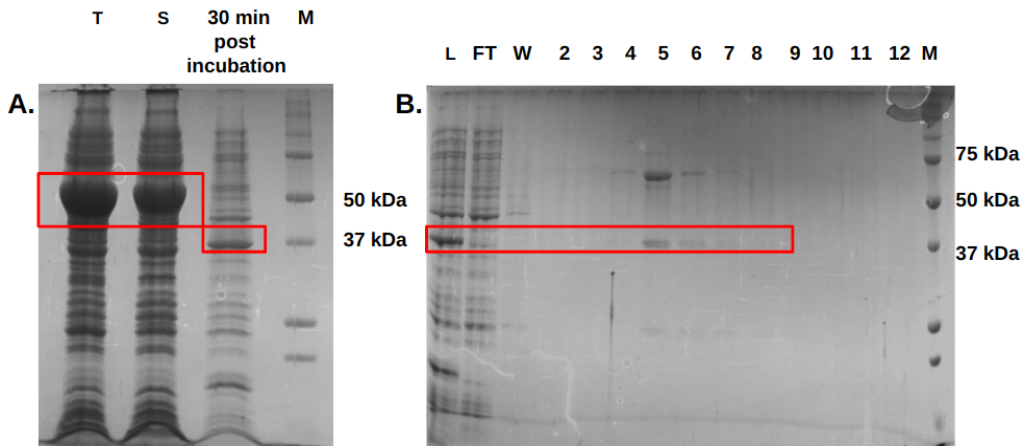 T S 30 min post incubation M
A.
50 kDa
37 kDa
L FT W 2 3 4 5 6 7 8 9 10 11 12 M
B.
75 kDa
50 kDa
37 kDa